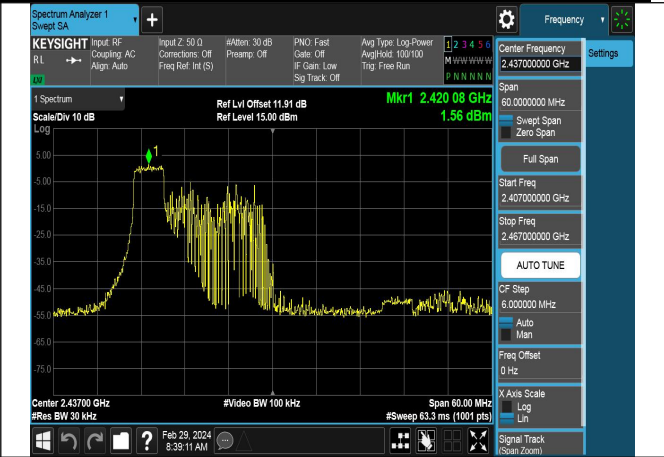 Spectrum Analyzer 1
Swept SA
+
Frequency
KEYSIGHT
RL
LXI
Input: RF
Coupling: AC
Align: Auto
Input Z: 50 Ω
Corrections: Off
Freq Ref: Int (S)
#Atten: 30 dB
Preamp: Off
PNO: Fast
Gate: Off
IF Gain: Low
Sig Track: Off
Avg Type: Log-Power
Avg|Hold: 100/100
Trig: Free Run
1 2 3 4 5 6
M W W W W W
P N N N N N
1 Spectrum
Scale/Div 10 dB
Ref Lvl Offset 11.91 dB
Ref Level 15.00 dBm
Mkr1 2.420 08 GHz
1.56 dBm
Log
5.00
-5.00
-15.0
-25.0
-35.0
-45.0
-55.0
-65.0
-75.0
1
Center 2.43700 GHz
#Res BW 30 kHz
#Video BW 100 kHz
Span 60.00 MHz
#Sweep 63.3 ms (1001 pts)
?
Feb 29, 2024
8:39:11 AM
Center Frequency
2.437000000 GHz
Settings
Span
60.0000000 MHz
Swept Span
Zero Span
Full Span
Start Freq
2.407000000 GHz
Stop Freq
2.467000000 GHz
AUTO TUNE
CF Step
6.000000 MHz
Auto
Man
Freq Offset
0 Hz
X Axis Scale
Log
Lin
Signal Track
(Span Zoom)